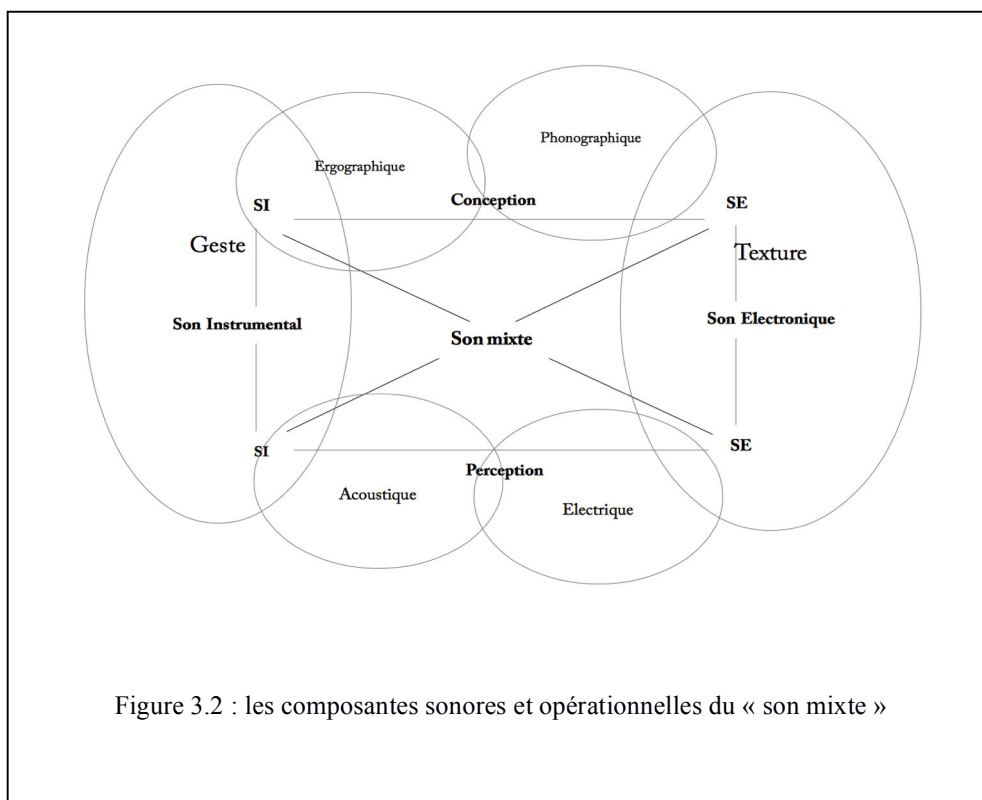 Phonographique
Ergographique
SI
Conception
SE
Geste
Texture
Son Instrumental
Son mixte
Son Electronique
SI
Perception
SE
Acoustique
Electrique
Figure 3.2 : les composantes sonores et opérationnelles du « son mixte »